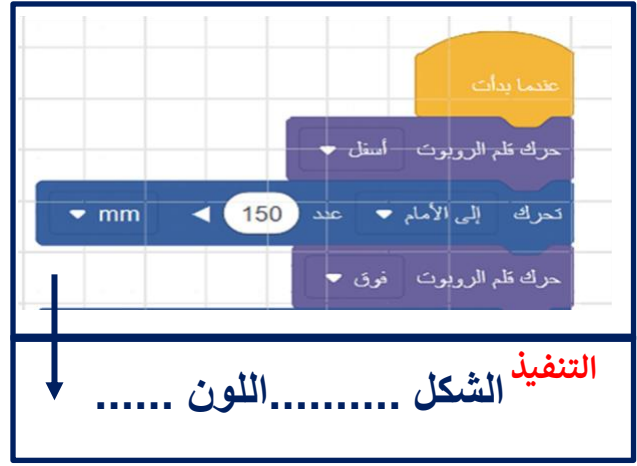 عندما بدأت
حرك قلم الروبوت أسفل
تحرك إلى الأمام عدد 150 mm
حرك قلم الروبوت فوق
التنفيذ
الشكل ..........اللون ......